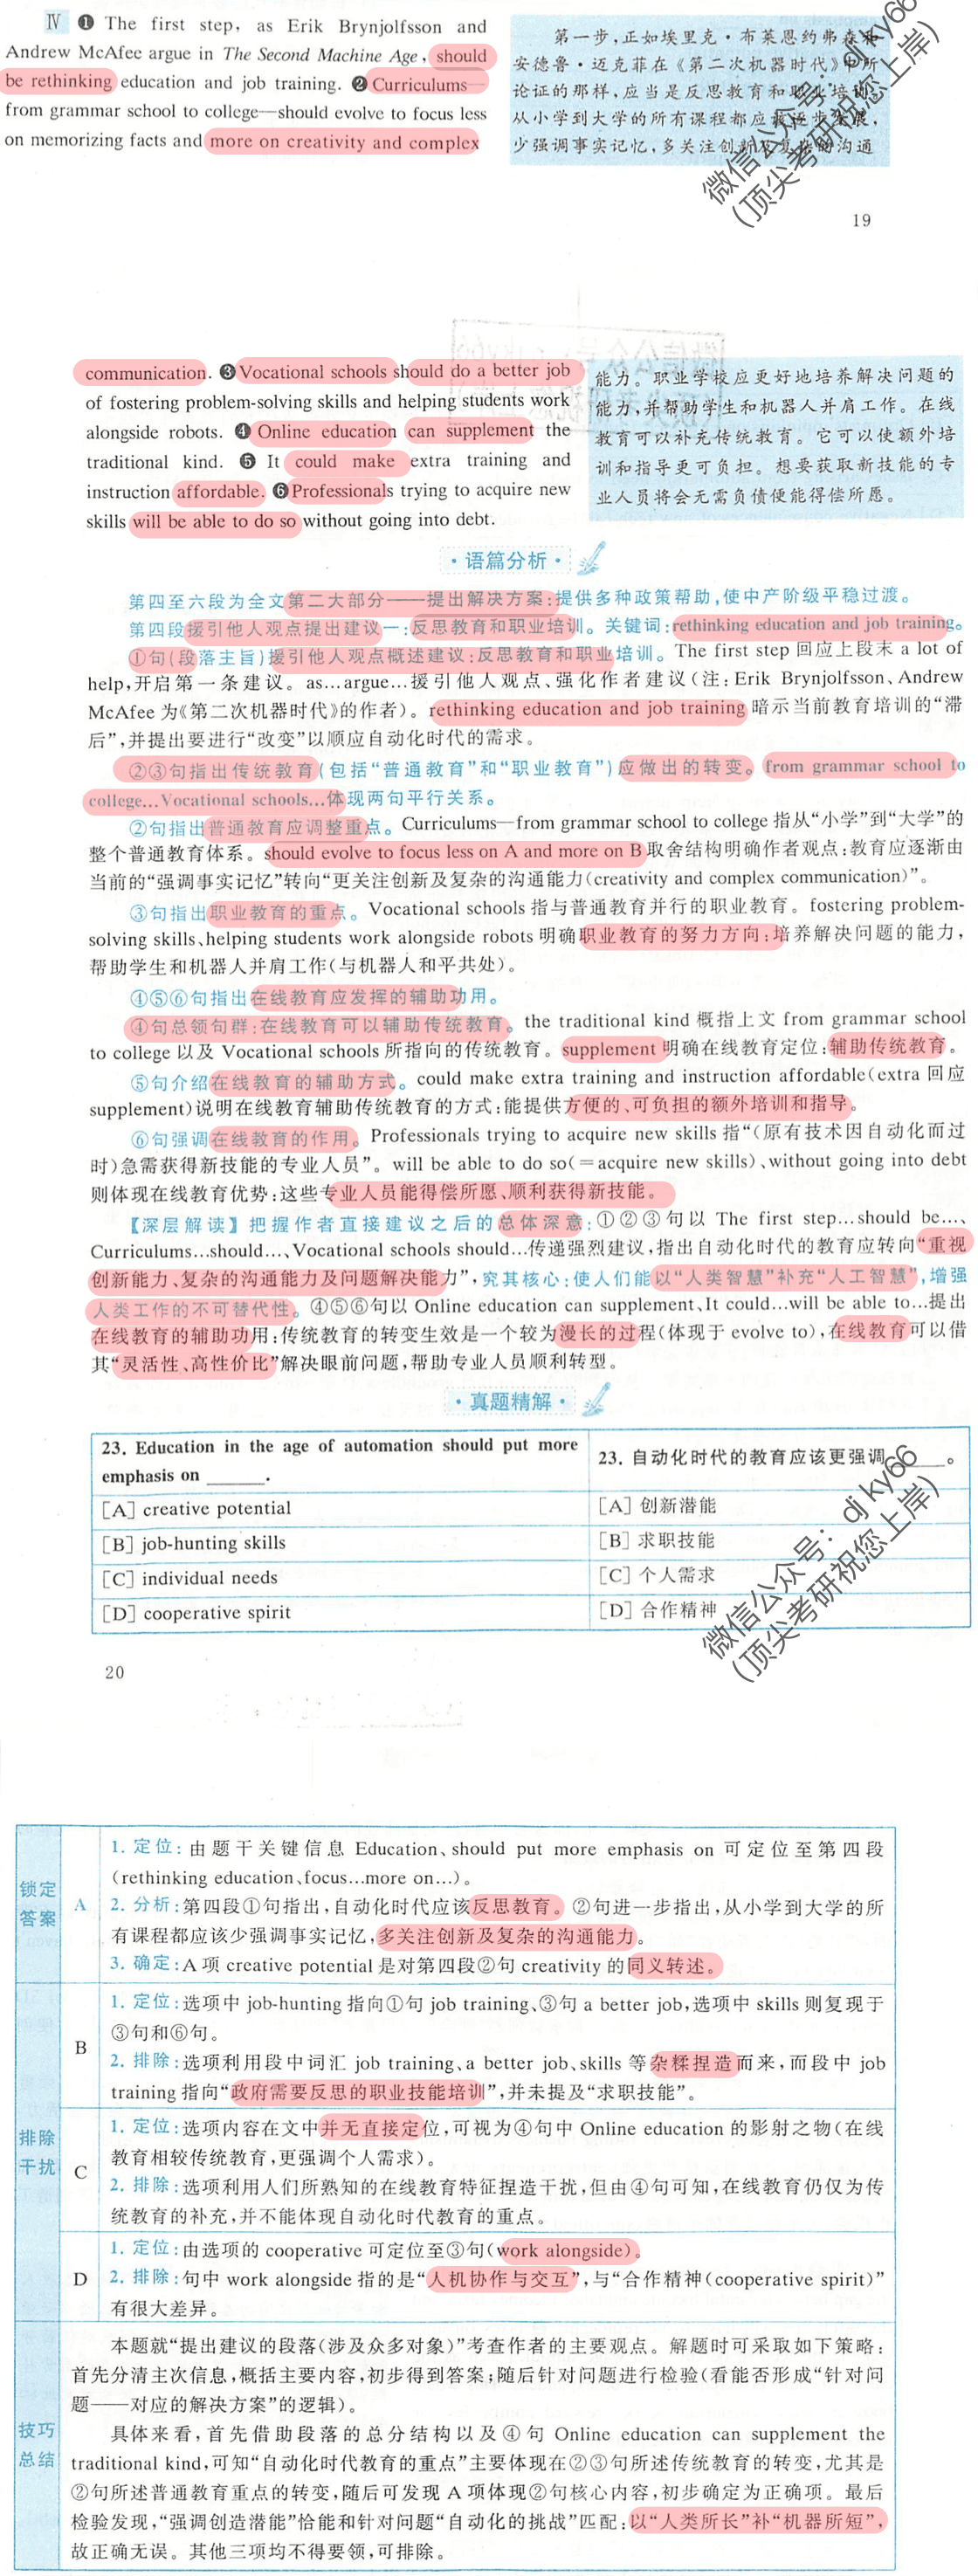 Ⅳ ❶ The first step, as Erik Brynjolfsson and
Andrew McAfee argue in The Second Machine Age, should
be rethinking education and job training. ❷ Curriculums—
from grammar school to college—should evolve to focus less
on memorizing facts and more on creativity and complex
第一步,正如埃里克·布莱恩约弗森和
安德鲁·迈克菲在《第二次机器时代》中所
论证的那样,应当是反思教育和职业培训。
从小学到大学的所有课程都应该逐步发展,
少强调事实记忆,多关注创新及复杂的沟通
微信公众号:djky66
(顶尖考研祝您上岸)
19
communication. ❸ Vocational schools should do a better job
of fostering problem-solving skills and helping students work
alongside robots. ❹ Online education can supplement the
traditional kind. ❺ It could make extra training and
instruction affordable. ❻ Professionals trying to acquire new
skills will be able to do so without going into debt.
能力。职业学校应更好地培养解决问题的
能力,并帮助学生和机器人并肩工作。在线
教育可以补充传统教育。它可以使额外培
训和指导更可负担。想要获取新技能的专
业人员将会无需负债便能得偿所愿。
·语篇分析·
第四至六段为全文第二大部分——提出解决方案:提供多种政策帮助,使中产阶级平稳过渡。
第四段援引他人观点提出建议一:反思教育和职业培训。关键词:rethinking education and job training。
①句(段落主旨)援引他人观点概述建议:反思教育和职业培训。The first step 回应上段末 a lot of
help,开启第一条建议。as…argue…援引他人观点、强化作者建议(注:Erik Brynjolfsson、Andrew
McAfee 为《第二次机器时代》的作者)。rethinking education and job training 暗示当前教育培训的“滞
后”,并提出要进行“改变”以顺应自动化时代的需求。
②③句指出传统教育(包括“普通教育”和“职业教育”)应做出的转变。from grammar school to
college…Vocational schools…体现两句平行关系。
②句指出普通教育应调整重点。Curriculums—from grammar school to college 指从“小学”到“大学”的
整个普通教育体系。should evolve to focus less on A and more on B 取舍结构明确作者观点:教育应逐渐由
当前的“强调事实记忆”转向“更关注创新及复杂的沟通能力(creativity and complex communication)”。
③句指出职业教育的重点。Vocational schools 指与普通教育并行的职业教育。fostering problem-
solving skills、helping students work alongside robots 明确职业教育的努力方向:培养解决问题的能力,
帮助学生和机器人并肩工作(与机器人和平共处)。
④⑤⑥句指出在线教育应发挥的辅助功用。
④句总领句群:在线教育可以辅助传统教育。the traditional kind 概指上文 from grammar school
to college 以及 Vocational schools 所指向的传统教育。supplement 明确在线教育定位:辅助传统教育。
⑤句介绍在线教育的辅助方式。could make extra training and instruction affordable(extra 回应
supplement)说明在线教育辅助传统教育的方式:能提供方便的、可负担的额外培训和指导。
⑥句强调在线教育的作用。Professionals trying to acquire new skills 指“(原有技术因自动化而过
时)急需获得新技能的专业人员”。will be able to do so(=acquire new skills)、without going into debt
则体现在线教育优势:这些专业人员能得偿所愿、顺利获得新技能。
【深层解读】把握作者直接建议之后的总体深意:①②③句以 The first step…should be…、
Curriculums…should…、Vocational schools should…传递强烈建议,指出自动化时代的教育应转向“重视
创新能力、复杂的沟通能力及问题解决能力”,究其核心:使人们能以“人类智慧”补充“人工智慧”,增强
人类工作的不可替代性。④⑤⑥句以 Online education can supplement、It could…will be able to…提出
在线教育的辅助功用:传统教育的转变生效是一个较为漫长的过程(体现于 evolve to),在线教育可以借
其“灵活性、高性价比”解决眼前问题,帮助专业人员顺利转型。
·真题精解·
23. Education in the age of automation should put more
emphasis on ______.
[A] creative potential
[B] job-hunting skills
[C] individual needs
[D] cooperative spirit
23. 自动化时代的教育应该更强调______。
[A] 创新潜能
[B] 求职技能
[C] 个人需求
[D] 合作精神
微信公众号:djky66
(顶尖考研祝您上岸)
20
锁定
答案
A
1. 定位:由题干关键信息 Education、should put more emphasis on 可定位至第四段
(rethinking education、focus…more on…)。
2. 分析:第四段①句指出,自动化时代应该反思教育。②句进一步指出,从小学到大学的所
有课程都应该少强调事实记忆,多关注创新及复杂的沟通能力。
3. 确定:A 项 creative potential 是对第四段②句 creativity 的同义转述。
排除
干扰
B
1. 定位:选项中 job-hunting 指向①句 job training、③句 a better job,选项中 skills 则复现于
③句和⑥句。
2. 排除:选项利用段中词汇 job training、a better job、skills 等杂糅捏造而来,而段中 job
training 指向“政府需要反思的职业技能培训”,并未提及“求职技能”。
C
1. 定位:选项内容在文中并无直接定位,可视为④句中 Online education 的影射之物(在线
教育相较传统教育,更强调个人需求)。
2. 排除:选项利用人们所熟知的在线教育特征捏造干扰,但由④句可知,在线教育仍仅为传
统教育的补充,并不能体现自动化时代教育的重点。
D
1. 定位:由选项的 cooperative 可定位至③句(work alongside)。
2. 排除:句中 work alongside 指的是“人机协作与交互”,与“合作精神(cooperative spirit)”
有很大差异。
技巧
总结
本题就“提出建议的段落(涉及众多对象)”考查作者的主要观点。解题时可采取如下策略:
首先分清主次信息,概括主要内容,初步得到答案;随后针对问题进行检验(看能否形成“针对问
题——对应的解决方案”的逻辑)。
具体来看,首先借助段落的总分结构以及④句 Online education can supplement the
traditional kind,可知“自动化时代教育的重点”主要体现在②③句所述传统教育的转变,尤其是
②句所述普通教育重点的转变,随后可发现 A 项体现②句核心内容,初步确定为正确项。最后
检验发现,“强调创造潜能”恰能和针对问题“自动化的挑战”匹配:以“人类所长”补“机器所短”,
故正确无误。其他三项均不得要领,可排除。